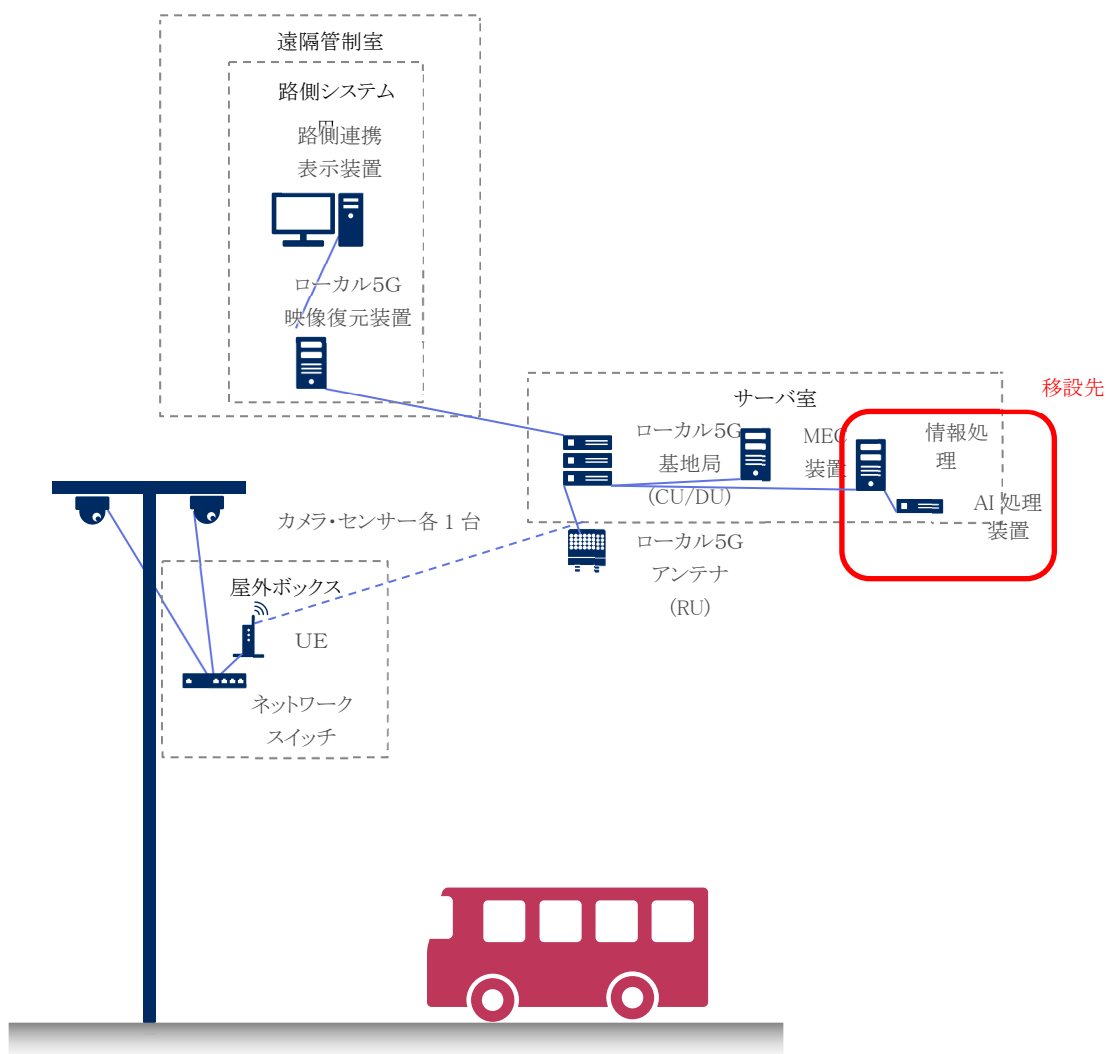 遠隔管制室
路側システム
路側連携
表示装置
ローカル5G
映像復元装置
サーバ室
移設先
ローカル5G
基地局
(CU/DU)
MEC
装置
情報処
理
AI 処理
装置
カメラ・センサー各 1 台
ローカル5G
アンテナ
(RU)
屋外ボックス
UE
ネットワーク
スイッチ